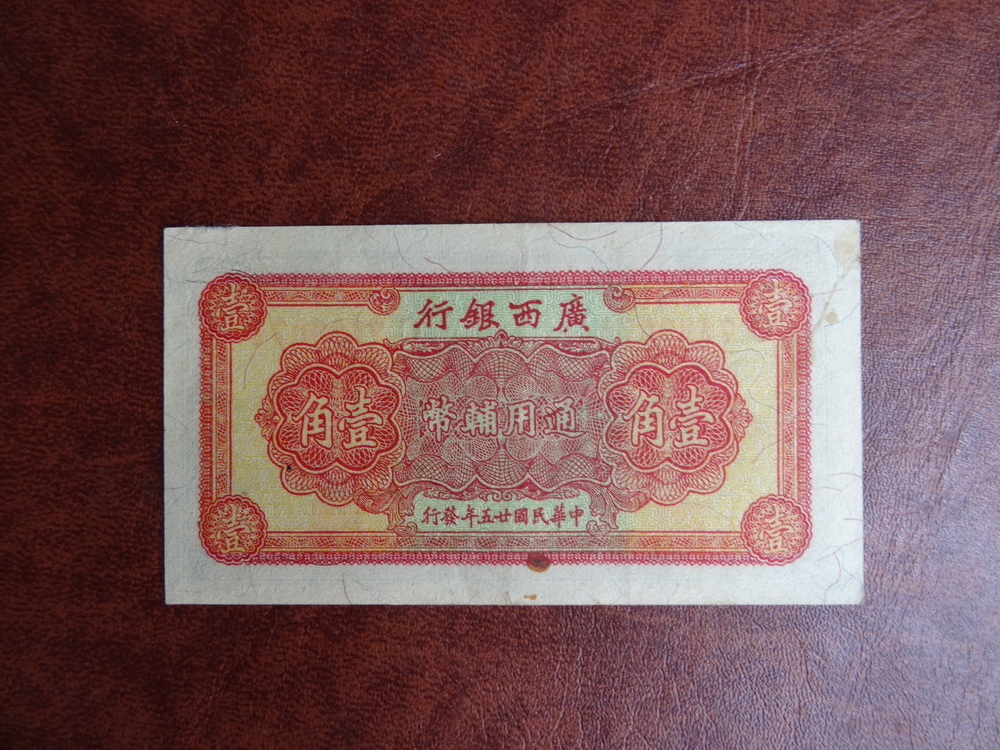 壹 壹
廣西銀行
壹角 通用輔幣 壹角
中華民國廿五年發行
壹 壹